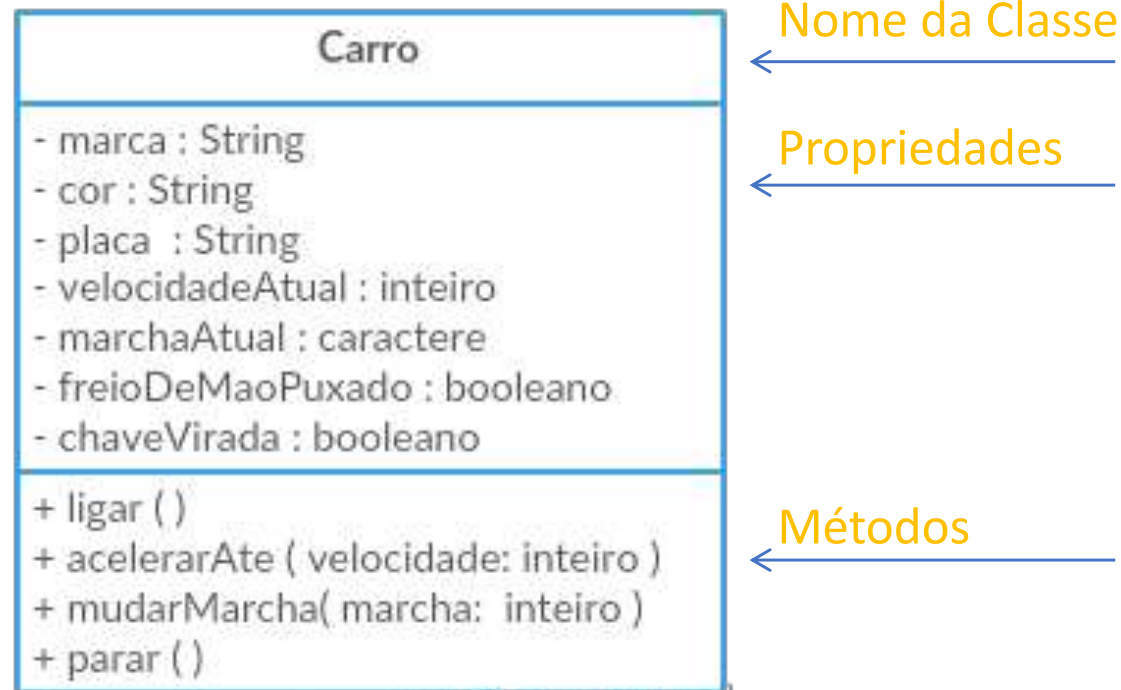 Carro
Nome da Classe
- marca : String
- cor : String
- placa : String
- velocidadeAtual : inteiro
- marchaAtual : caractere
- freioDeMaoPuxado : booleano
- chaveVirada : booleano
Propriedades
+ ligar ( )
+ acelerarAte ( velocidade: inteiro )
+ mudarMarcha( marcha: inteiro )
+ parar ( )
Métodos